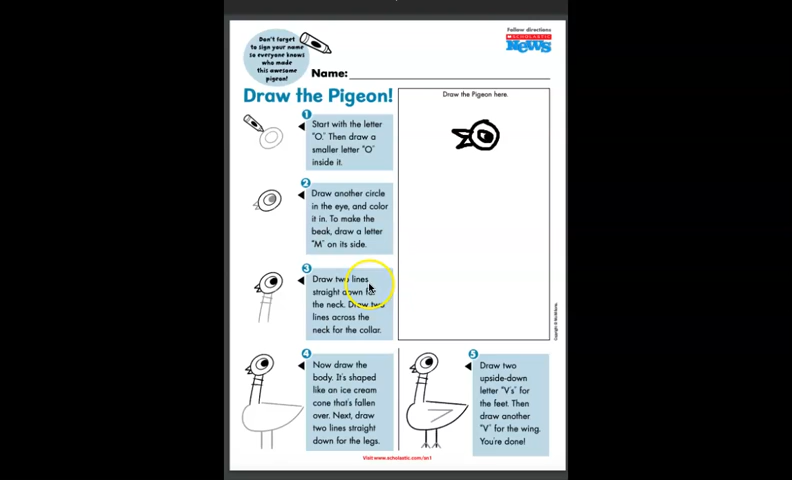 Don't forget
to sign your name
so everyone knows
who made
this awesome
pigeon!
Follow directions
SCHOLASTIC
News
Name:
Draw the Pigeon!
Draw the Pigeon here.
1
Start with the letter
"O." Then draw a
smaller letter "O"
inside it.
2
Draw another circle
in the eye, and color
it in. To make the
beak, draw a letter
"M" on its side.
3
Draw two lines
straight down for
the neck. Draw two
lines across the
neck for the collar.
4
Now draw the
body. It's shaped
like an ice cream
cone that's fallen
over. Next, draw
two lines straight
down for the legs.
5
Draw two
upside-down
letter "V's" for
the feet. Then
draw another
"V" for the wing.
You're done!
Visit www.scholastic.com/sn1